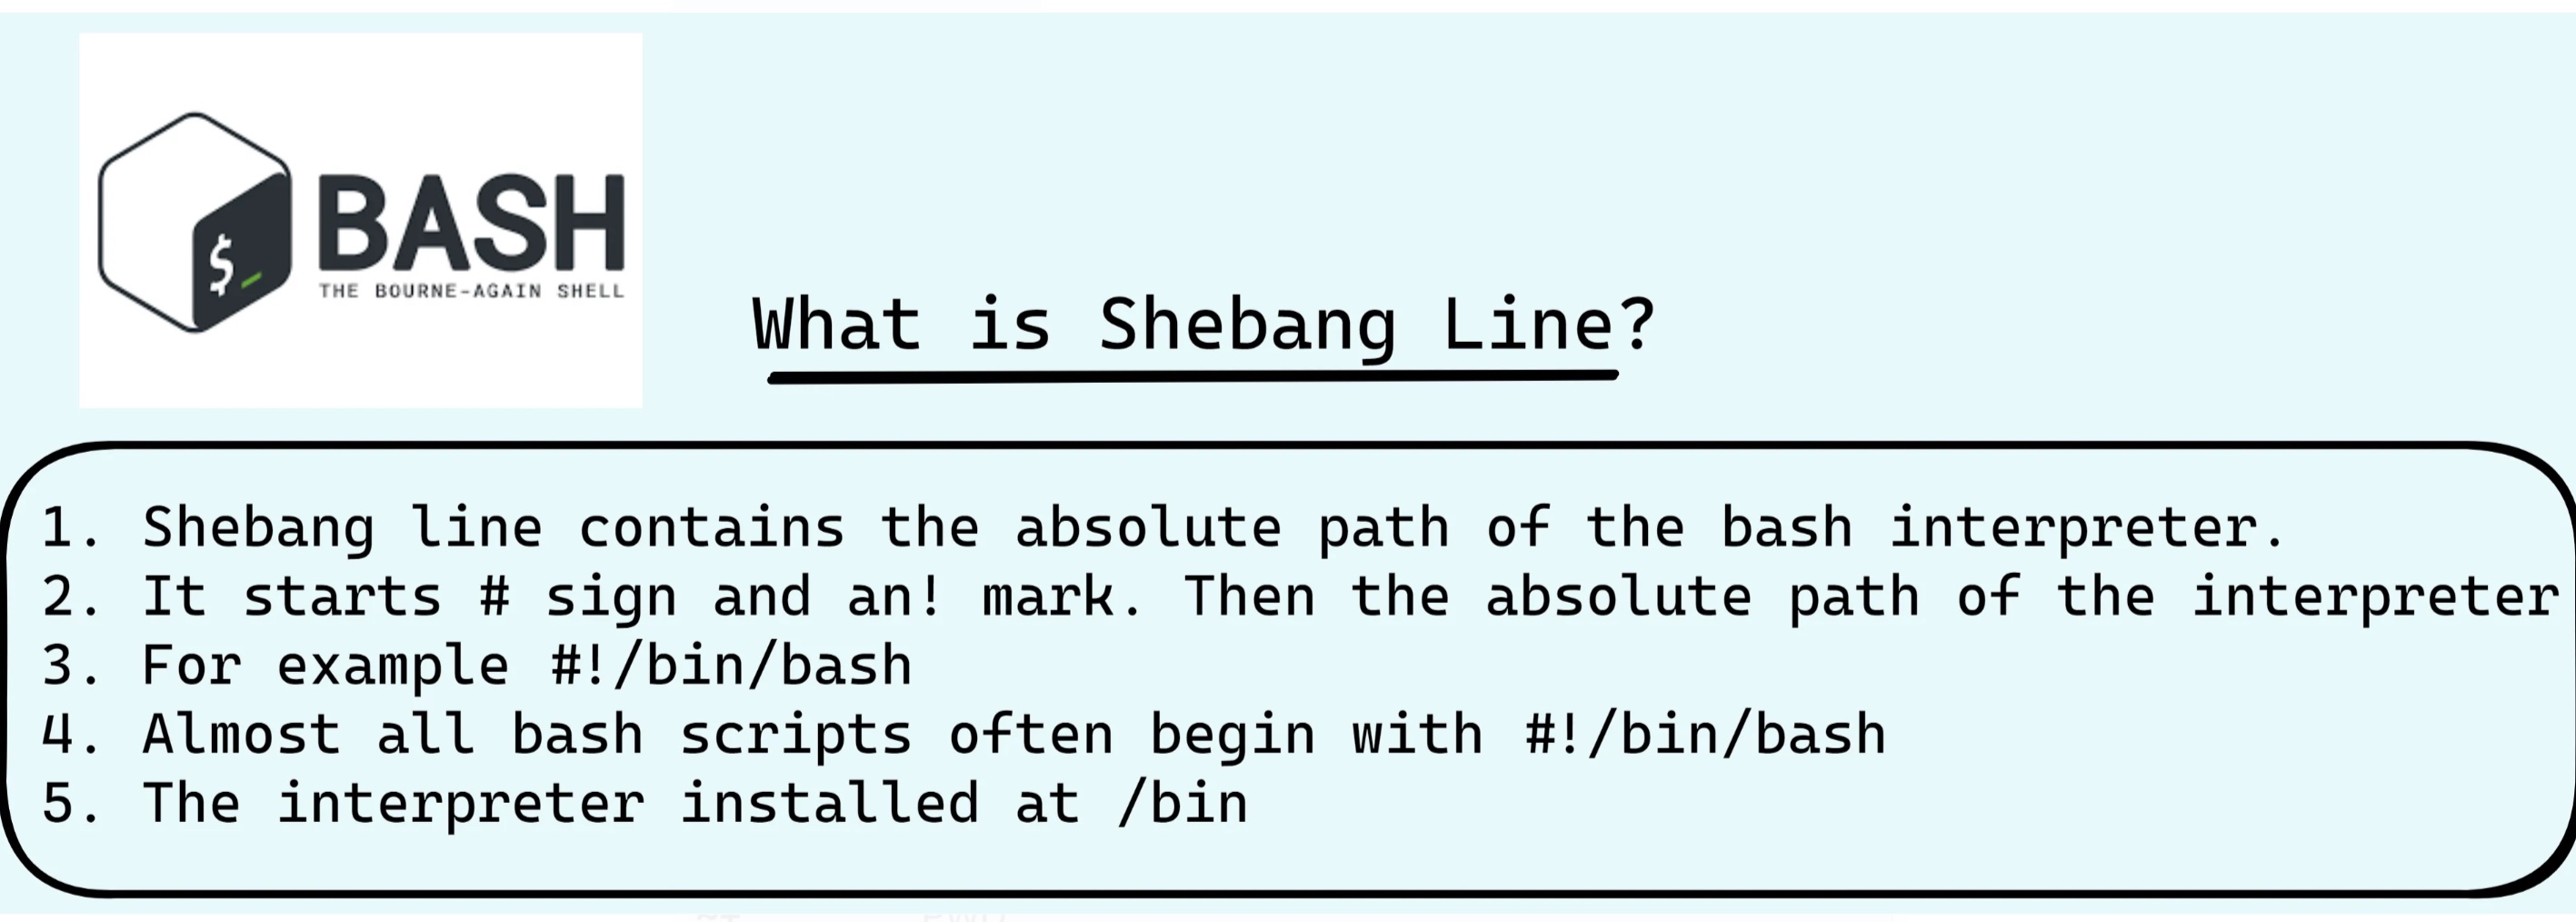 $_
BASH
THE BOURNE-AGAIN SHELL
What is Shebang Line?
1. Shebang line contains the absolute path of the bash interpreter.
2. It starts # sign and an! mark. Then the absolute path of the interpreter
3. For example #!/bin/bash
4. Almost all bash scripts often begin with #!/bin/bash
5. The interpreter installed at /bin